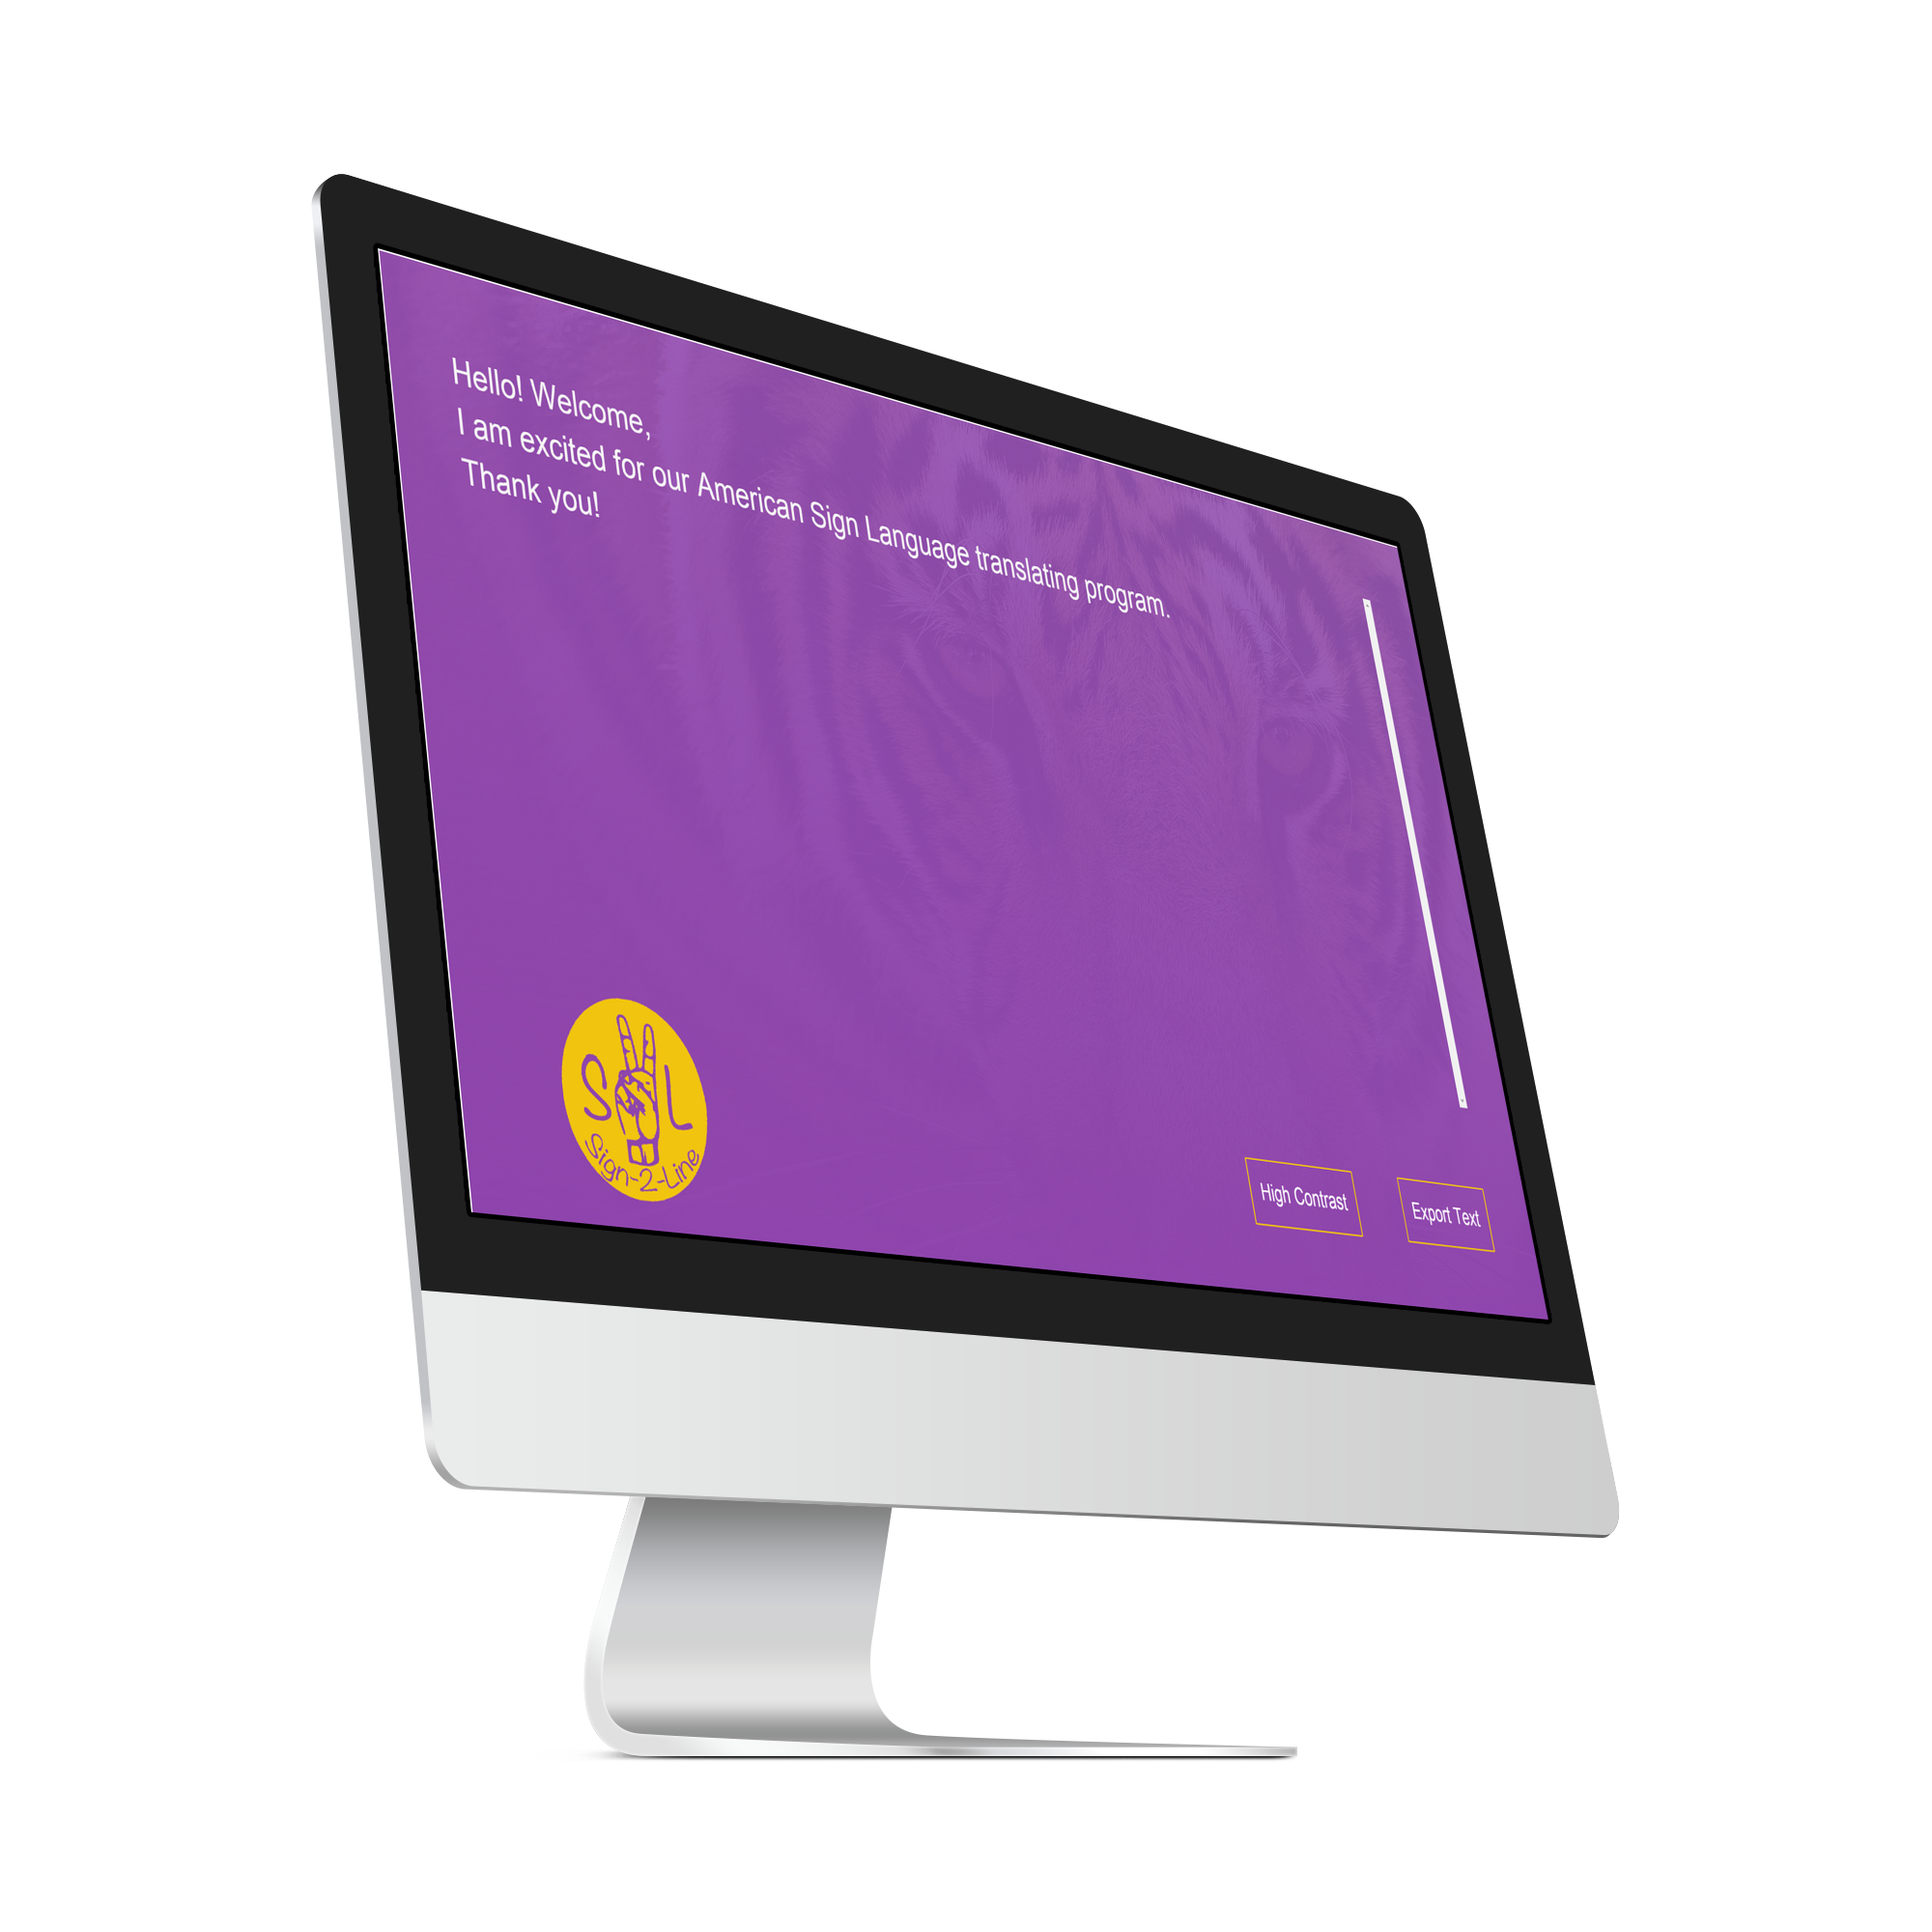 Hello! Welcome,
I am excited for our American Sign Language translating program.
Thank you!
S L
Sign-2-Line
High Contrast
Export Text